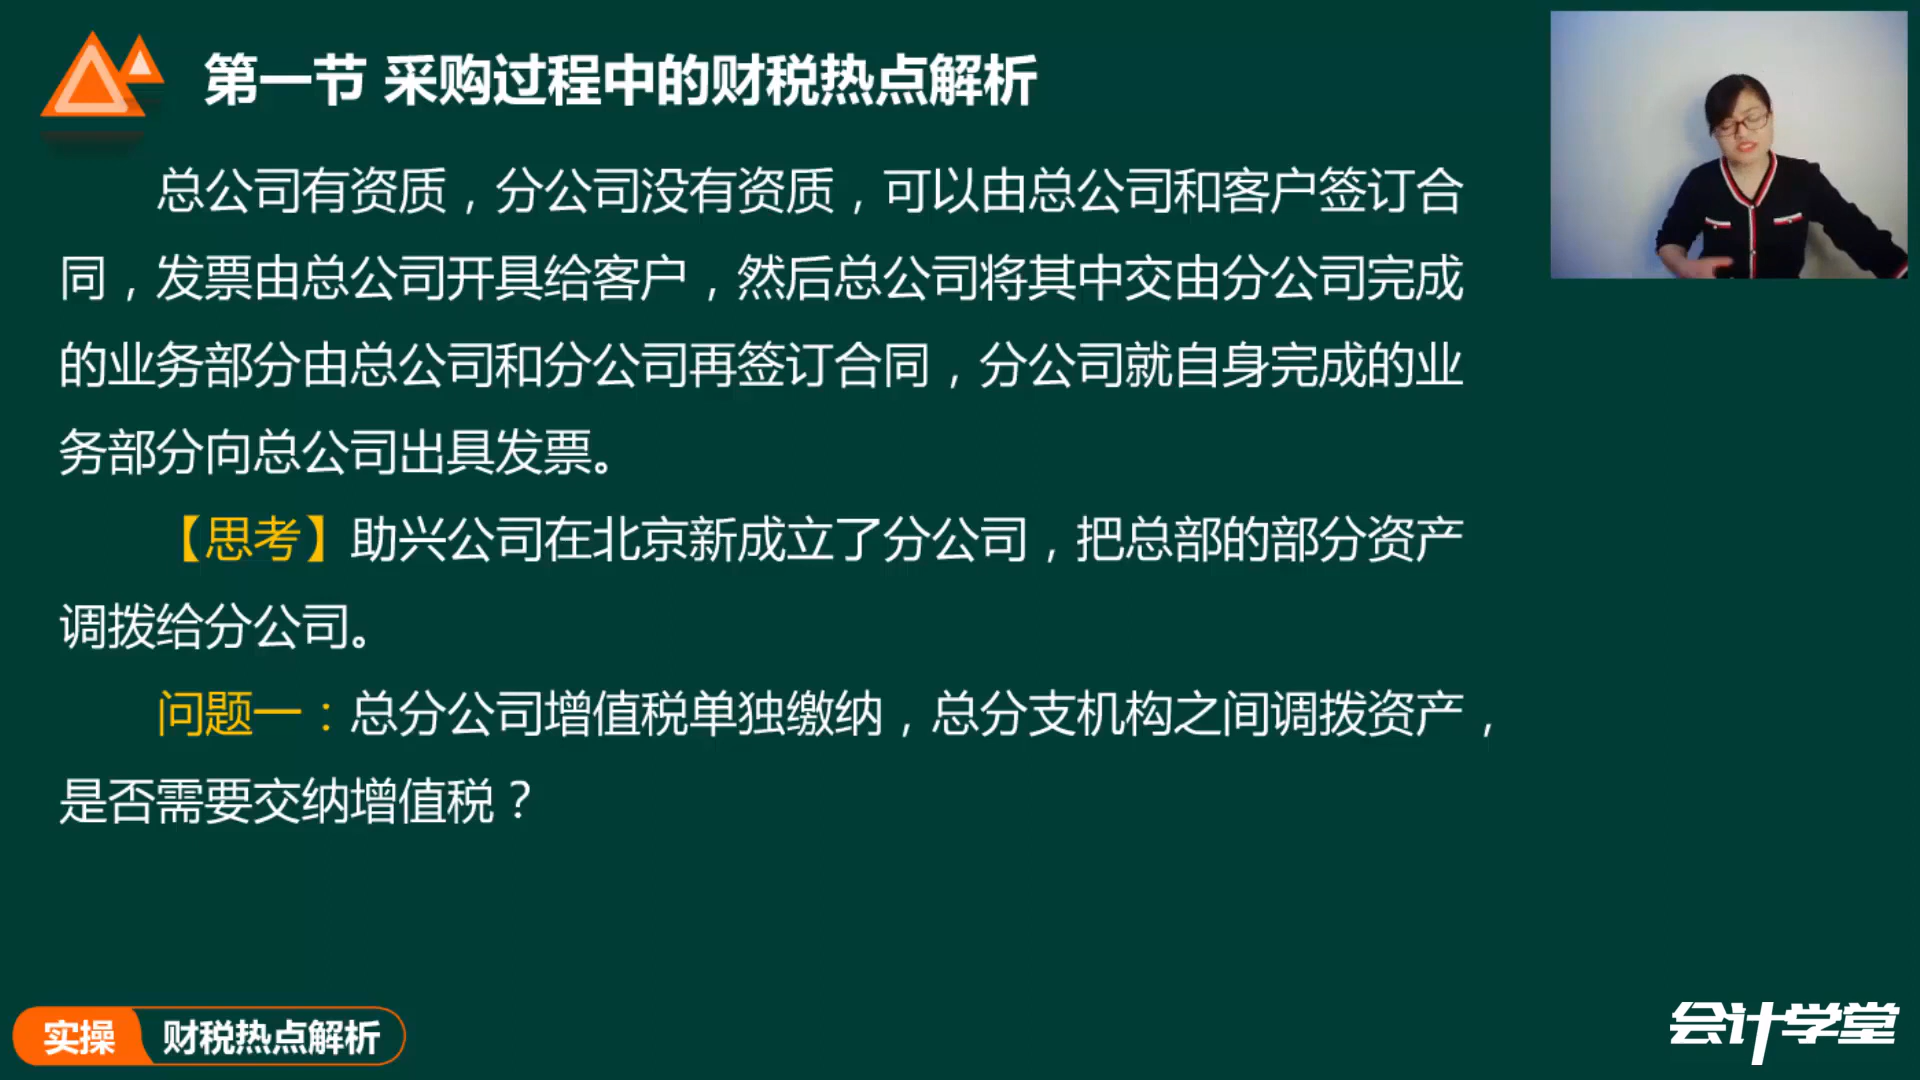 第一节 采购过程中的财税热点解析
总公司有资质，分公司没有资质，可以由总公司和客户签订合
同，发票由总公司开具给客户，然后总公司将其中交由分公司完成
的业务部分由总公司和分公司再签订合同，分公司就自身完成的业
务部分向总公司出具发票。
【思考】助兴公司在北京新成立了分公司，把总部的部分资产
调拨给分公司。
问题一：总分公司增值税单独缴纳，总分支机构之间调拨资产，
是否需要交纳增值税？
实操 财税热点解析
会计学堂